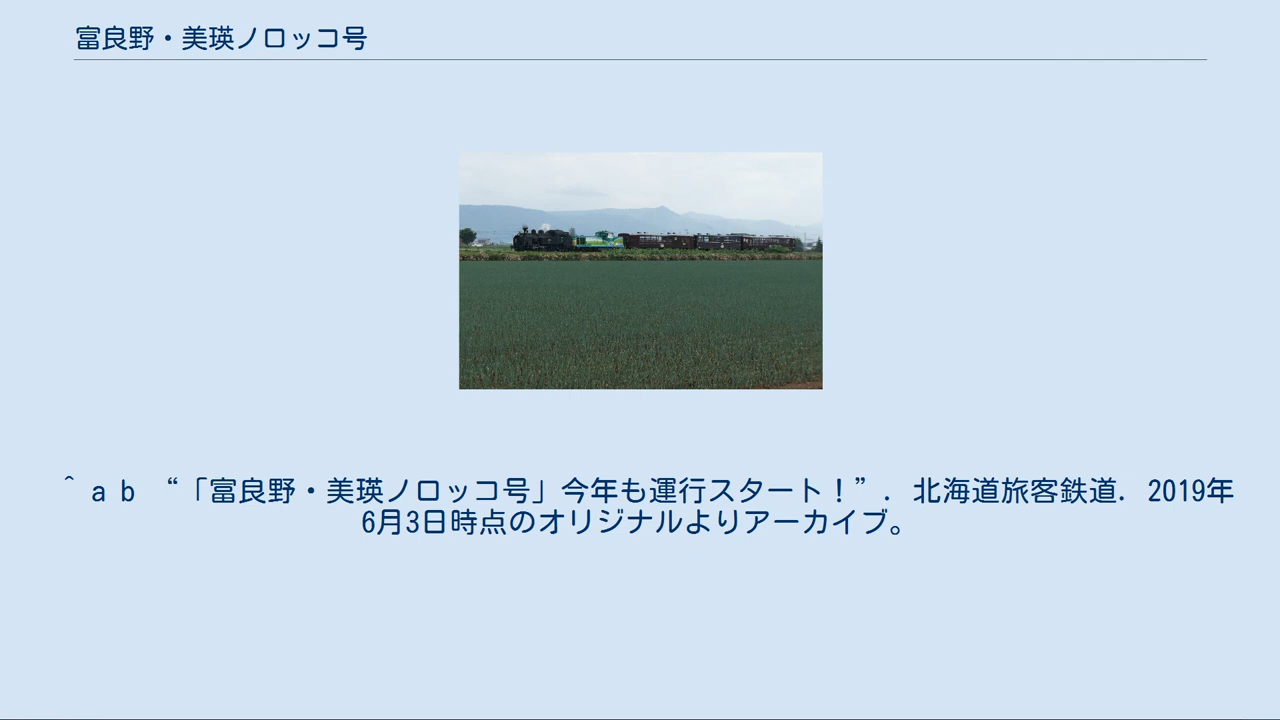 富良野・美瑛ノロッコ号
^ a b “「富良野・美瑛ノロッコ号」今年も運行スタート！”. 北海道旅客鉄道. 2019年
6月3日時点のオリジナルよりアーカイブ。